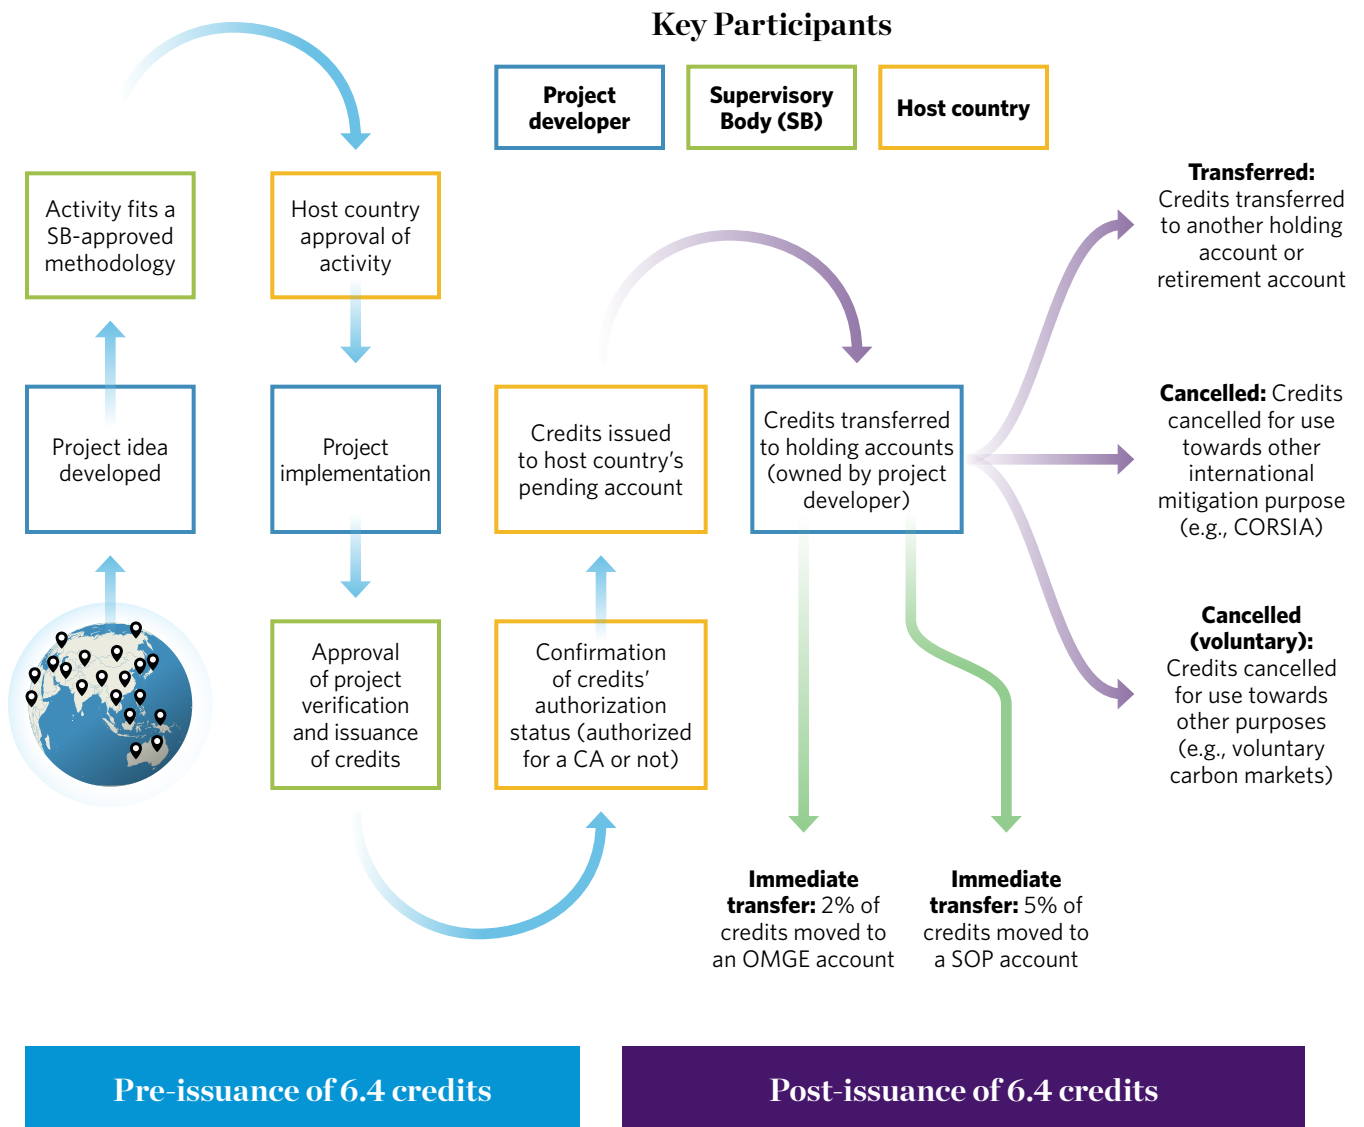 Key Participants
Project
developer
Supervisory
Body (SB)
Host country
Activity fits a
SB-approved
methodology
Host country
approval of
activity
Project idea
developed
Project
implementation
Approval
of project
verification
and issuance
of credits
Confirmation
of credits’
authorization
status (authorized
for a CA or not)
Credits issued
to host country’s
pending account
Credits transferred
to holding accounts
(owned by project
developer)
Transferred:
Credits transferred
to another holding
account or
retirement account
Cancelled: Credits
cancelled for use
towards other
international
mitigation purpose
(e.g., CORSIA)
Cancelled
(voluntary):
Credits cancelled
for use towards
other purposes
(e.g., voluntary
carbon markets)
Immediate
transfer: 2% of
credits moved to
an OMGE account
Immediate
transfer: 5% of
credits moved to
a SOP account
Pre-issuance of 6.4 credits
Post-issuance of 6.4 credits